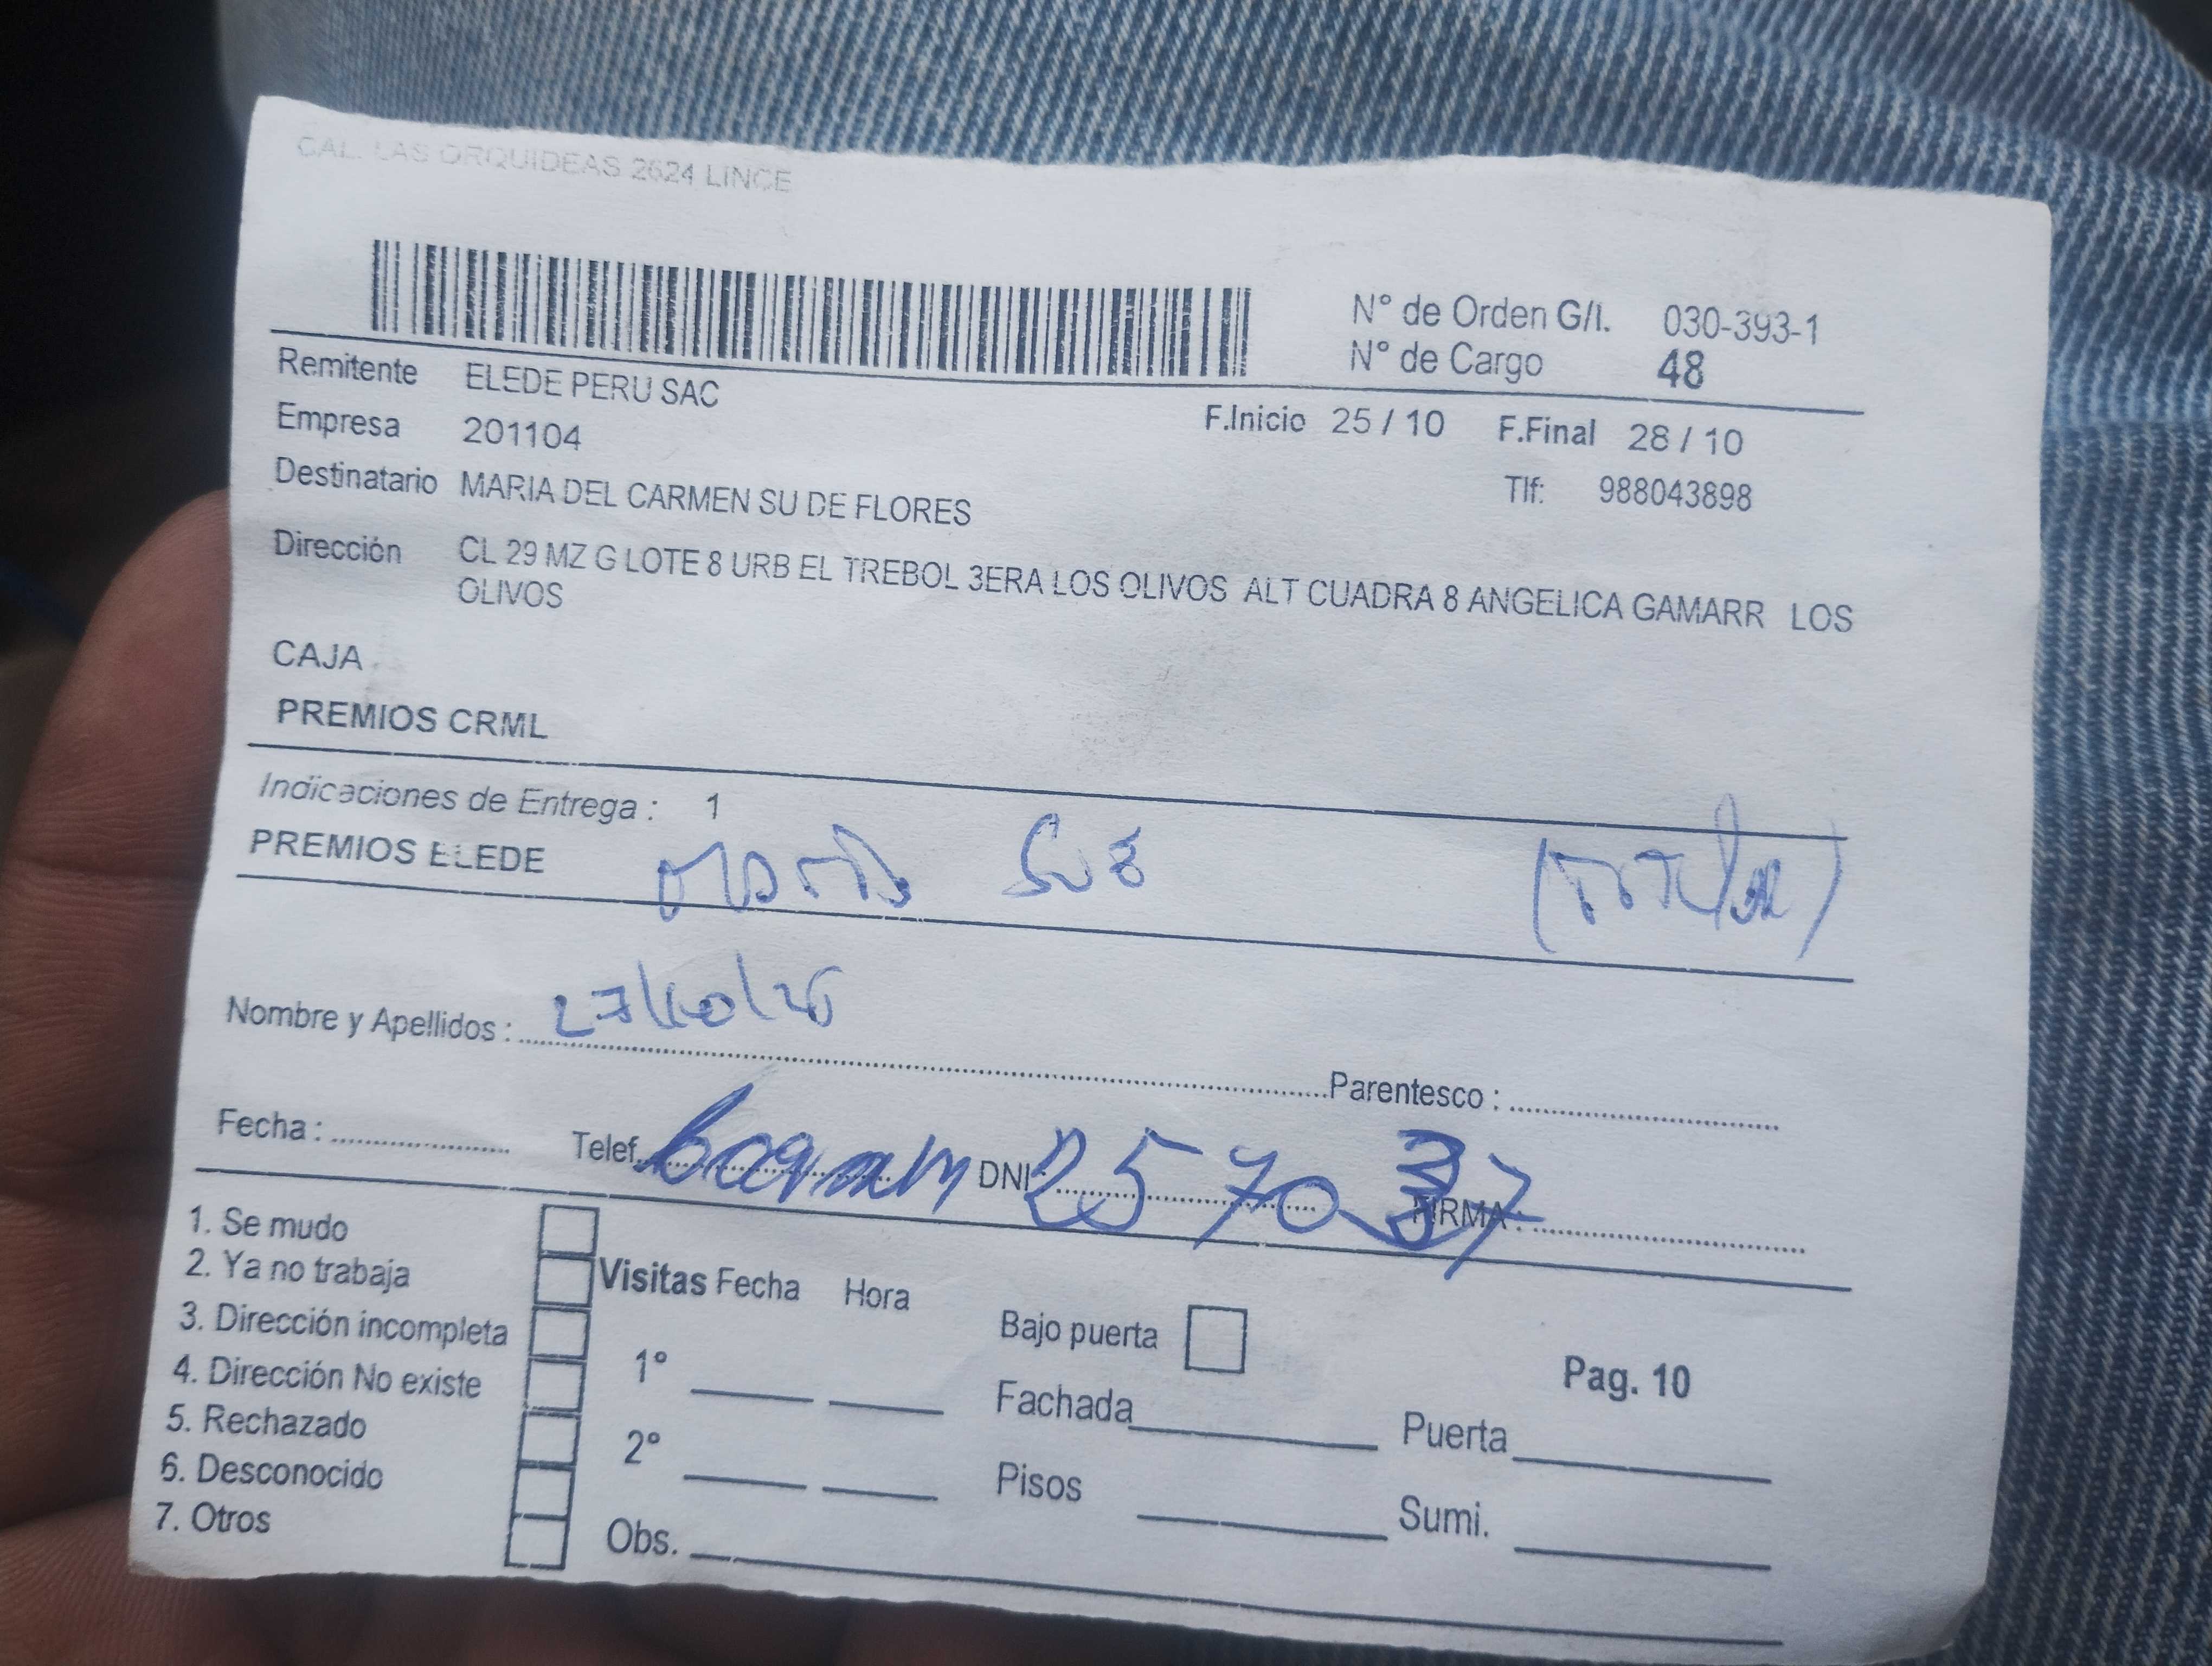 CAL. LAS ORQUIDEAS 2624 LINCE
N° de Orden G/I. 030-393-1
N° de Cargo 48
Remitente ELEDE PERU SAC
Empresa 201104 F.Inicio 25 / 10 F.Final 28 / 10
Destinatario MARIA DEL CARMEN SU DE FLORES Tlf: 988043898
Dirección CL 29 MZ G LOTE 8 URB EL TREBOL 3ERA LOS OLIVOS ALT CUADRA 8 ANGELICA GAMARR LOS
OLIVOS
CAJA
PREMIOS CRML
Indicaciones de Entrega : 1
PREMIOS ELEDE
(TITULAR)
Nombre y Apellidos :
Parentesco :
Fecha : Telef. DNI: FIRMA :
1. Se mudo
2. Ya no trabaja
3. Dirección incompleta
4. Dirección No existe
5. Rechazado
6. Desconocido
7. Otros
Visitas Fecha Hora
1°
2°
Obs.
Bajo puerta
Fachada
Pisos
Pag. 10
Puerta
Sumi.